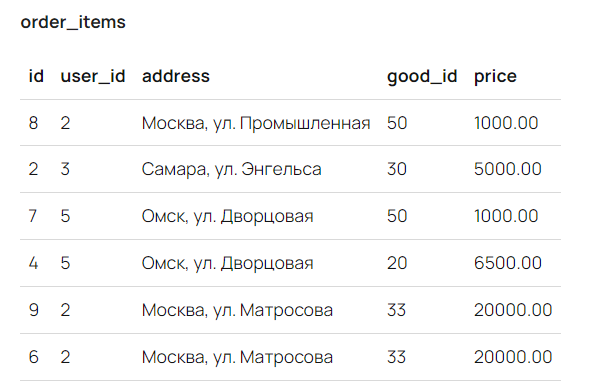 order_items
id user_id address good_id price
8 2 Москва, ул. Промышленная 50 1000.00
2 3 Самара, ул. Энгельса 30 5000.00
7 5 Омск, ул. Дворцовая 50 1000.00
4 5 Омск, ул. Дворцовая 20 6500.00
9 2 Москва, ул. Матросова 33 20000.00
6 2 Москва, ул. Матросова 33 20000.00